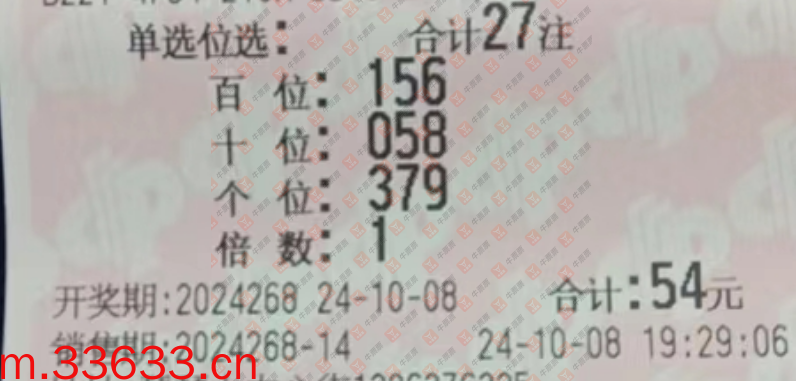 单选位选: 合计27注
百 位: 156
十 位: 058
个 位: 379
倍 数: 1
开奖期:2024268 24-10-08 合计:54元
销售期:2024268-14 24-10-08 19:29:06
m.33633.cn